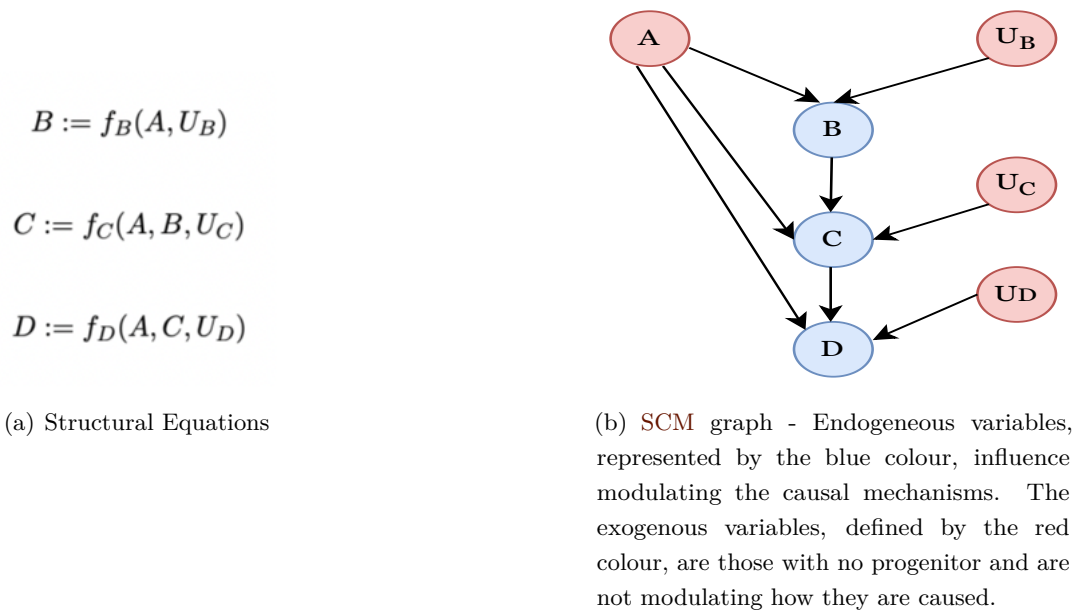 B := f_B(A, U_B)
C := f_C(A, B, U_C)
D := f_D(A, C, U_D)
(a) Structural Equations
A
U_B
B
U_C
C
UD
D
(b) SCM graph - Endogeneous variables,
represented by the blue colour, influence
modulating the causal mechanisms. The
exogenous variables, defined by the red
colour, are those with no progenitor and are
not modulating how they are caused.